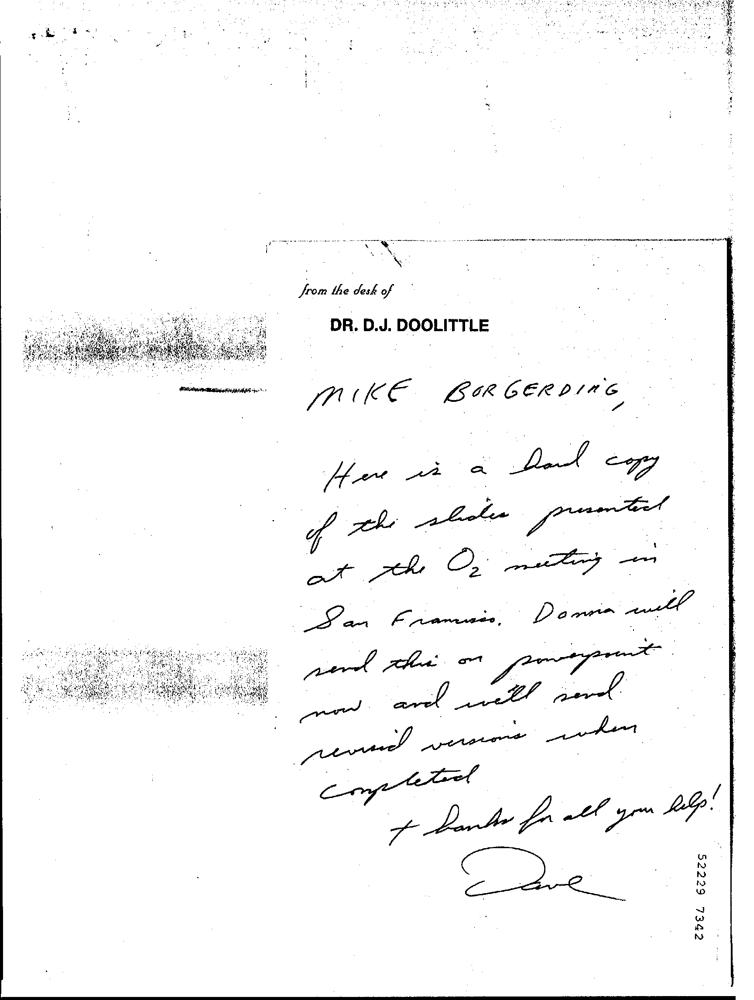 from the desk of
DR. D.J. DOOLITTLE
MIKE BORGERDING,
Here is a hard copy
of the slides presented
at the O₂ meeting in
San Francisco. Donna will
send this on powerpoint
now and we'll send
revised versions when
completed
thanks for all your help!
Dave
52229 7342